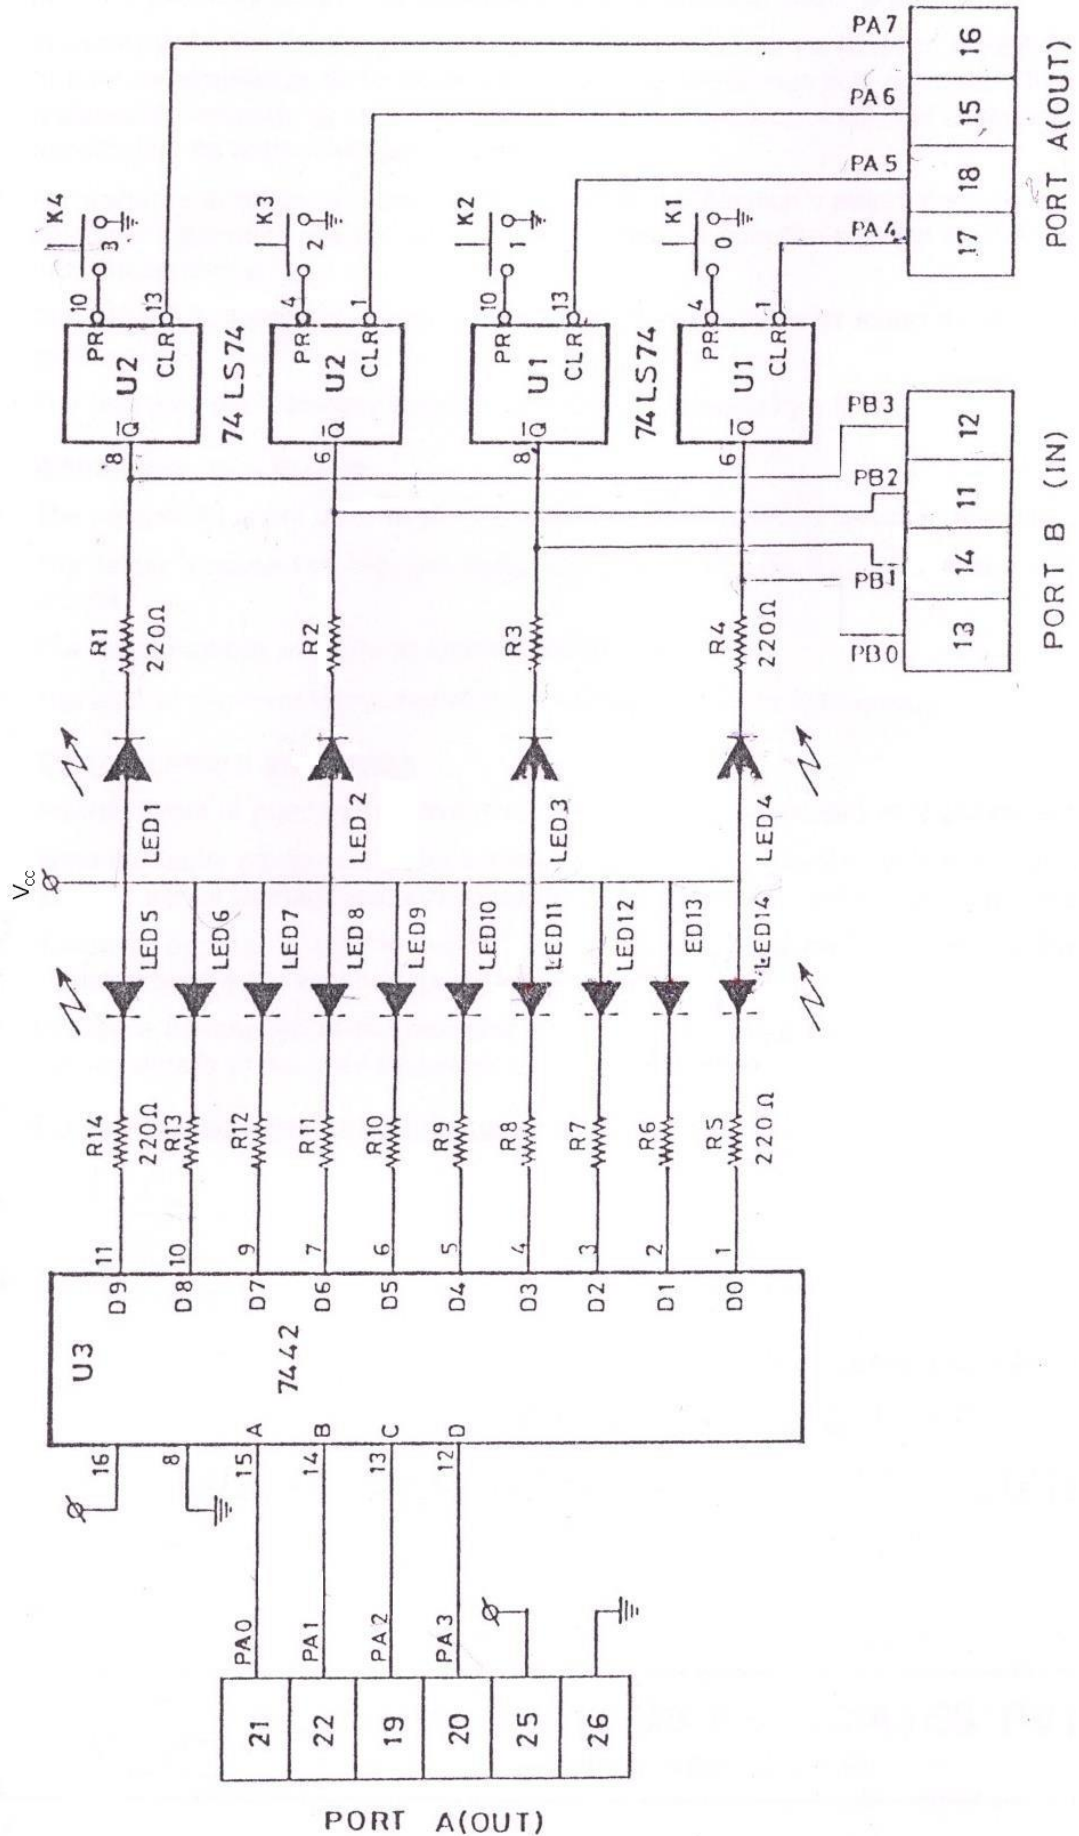 PA7
16
PA6
15
PA5
18
PA4
17
PORT A(OUT)
K4
3
10
13
PR
CLR
U2
Q̅
8
74LS74
K3
2
4
1
PR
CLR
U2
Q̅
6
K2
1
10
13
PR
CLR
U1
Q̅
8
74LS74
K1
0
4
1
PR
CLR
U1
Q̅
6
PB3
12
PB2
11
PB1
14
PB0
13
PORT B (IN)
R1
220Ω
R2
R3
R4
220Ω
LED1
LED2
LED3
LED4
Vcc
LED5
LED6
LED7
LED8
LED9
LED10
LED11
LED12
ED13
LED14
R14
220Ω
R13
R12
R11
R10
R9
R8
R7
R6
R5
220Ω
11
10
9
7
6
5
4
3
2
1
D9
D8
D7
D6
D5
D4
D3
D2
D1
D0
U3
7442
A
B
C
D
16
8
15
14
13
12
PA0
PA1
PA2
PA3
21
22
19
20
25
26
PORT A(OUT)